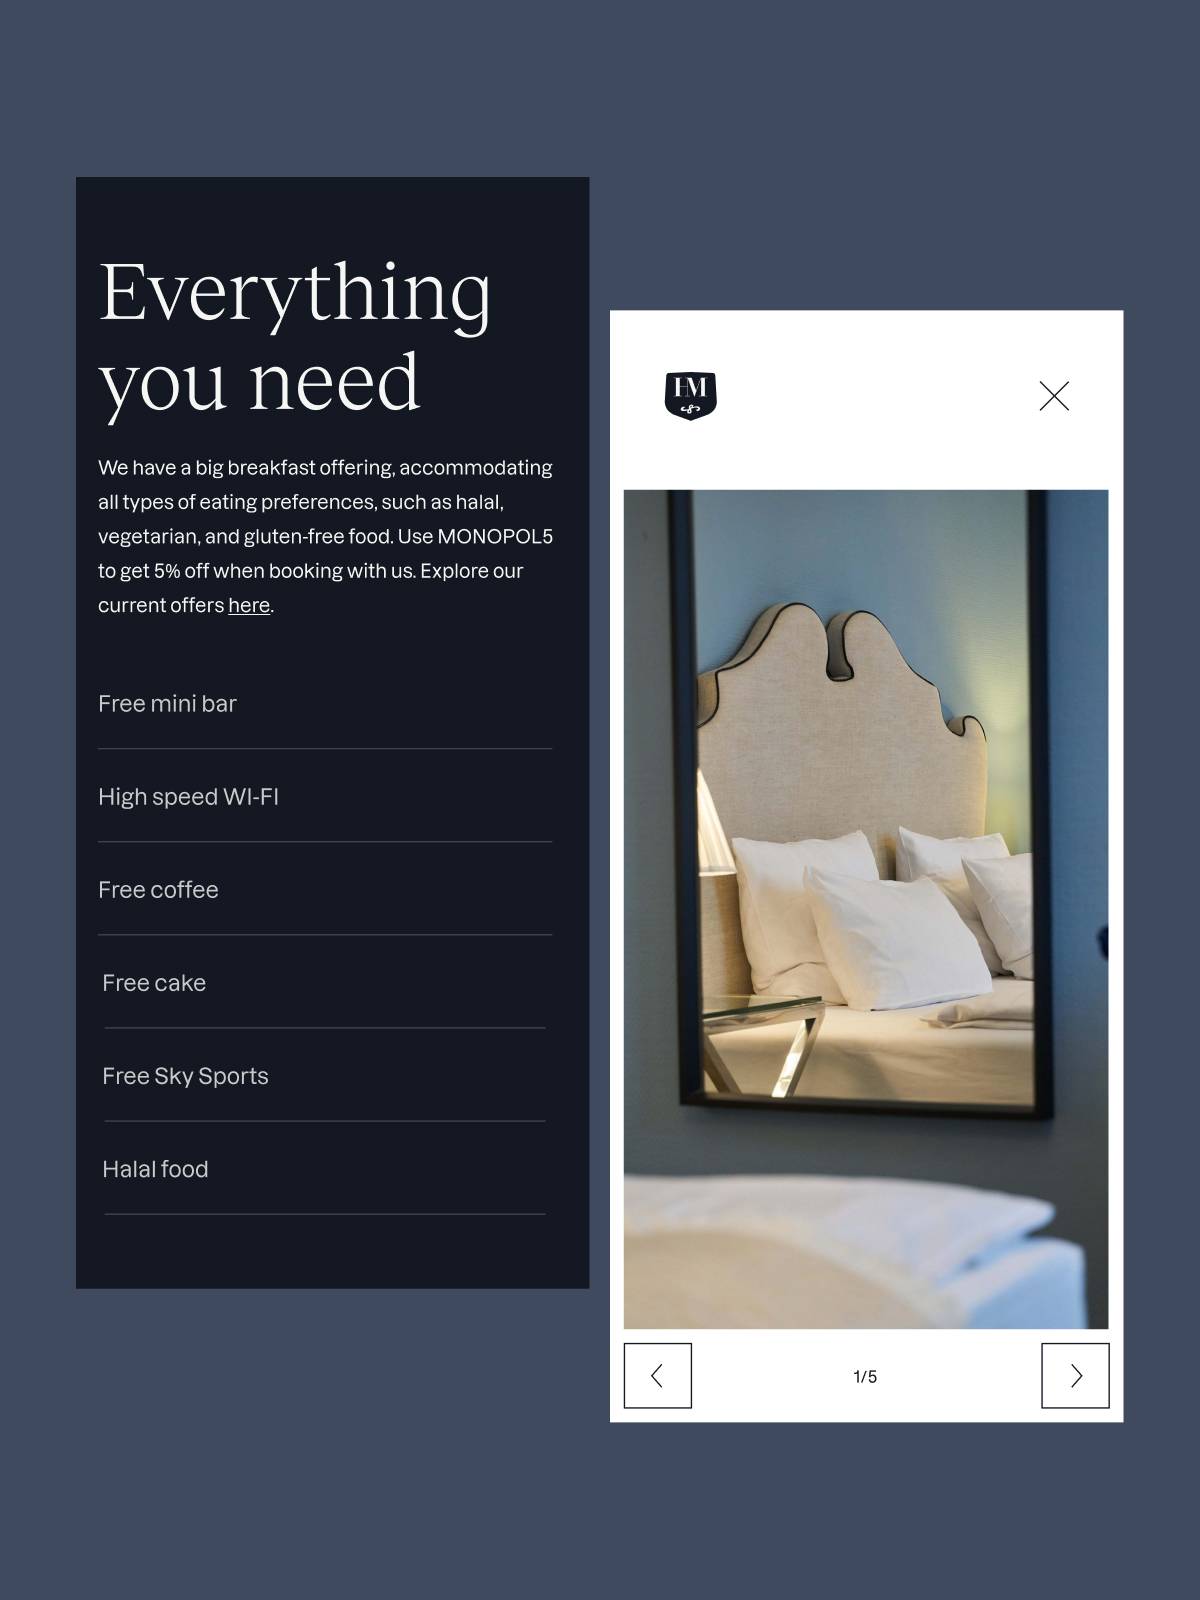 Everything
you need
We have a big breakfast offering, accommodating
all types of eating preferences, such as halal,
vegetarian, and gluten-free food. Use MONOPOL5
to get 5% off when booking with us. Explore our
current offers here.
Free mini bar
High speed WI-FI
Free coffee
Free cake
Free Sky Sports
Halal food
HM
1/5